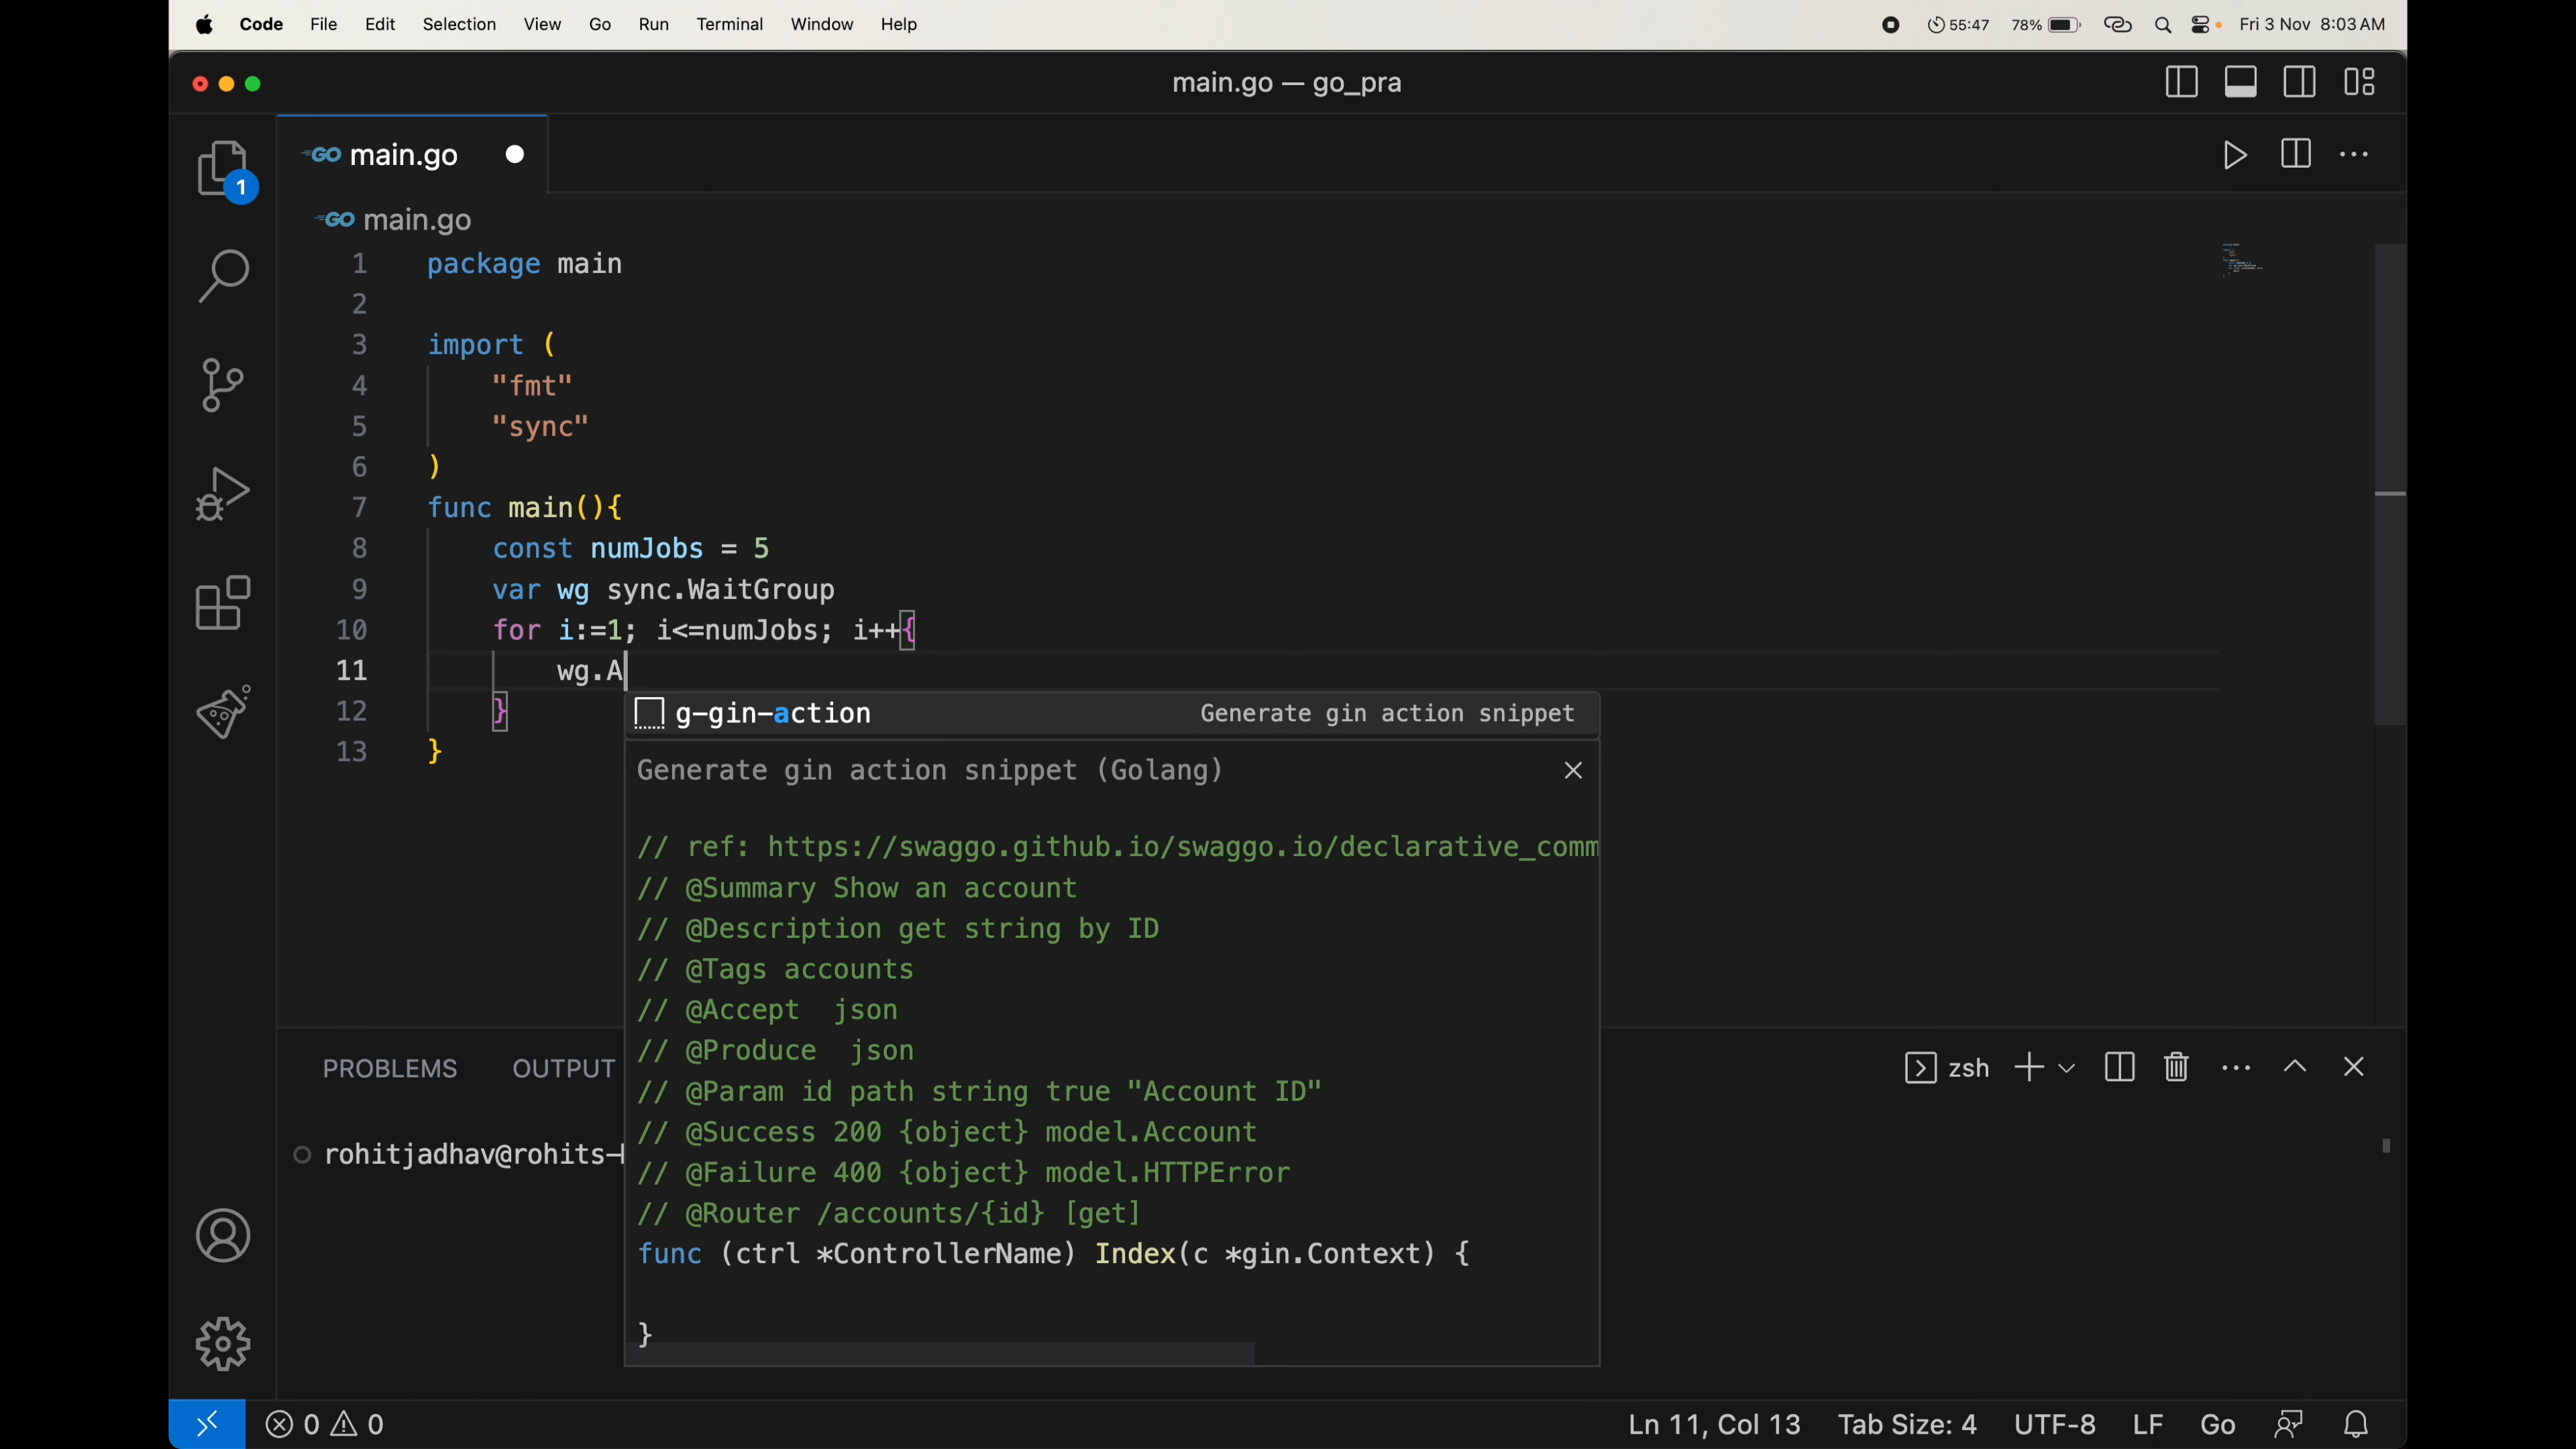 Code File Edit Selection View Go Run Terminal Window Help 55:47 78% Fri 3 Nov 8:03 AM
main.go — go_pra
GO main.go
GO main.go
1 package main
2
3 import (
4 "fmt"
5 "sync"
6 )
7 func main(){
8 const numJobs = 5
9 var wg sync.WaitGroup
10 for i:=1; i<=numJobs; i++{
11 wg.A
12 }
13 }
1
g-gin-action Generate gin action snippet
Generate gin action snippet (Golang)
// ref: https://swaggo.github.io/swaggo.io/declarative_comm
// @Summary Show an account
// @Description get string by ID
// @Tags accounts
// @Accept  json
// @Produce  json
// @Param id path string true "Account ID"
// @Success 200 {object} model.Account
// @Failure 400 {object} model.HTTPError
// @Router /accounts/{id} [get]
func (ctrl *ControllerName) Index(c *gin.Context) {
}
PROBLEMS OUTPUT zsh
rohitjadhav@rohits-
0 0 Ln 11, Col 13 Tab Size: 4 UTF-8 LF Go